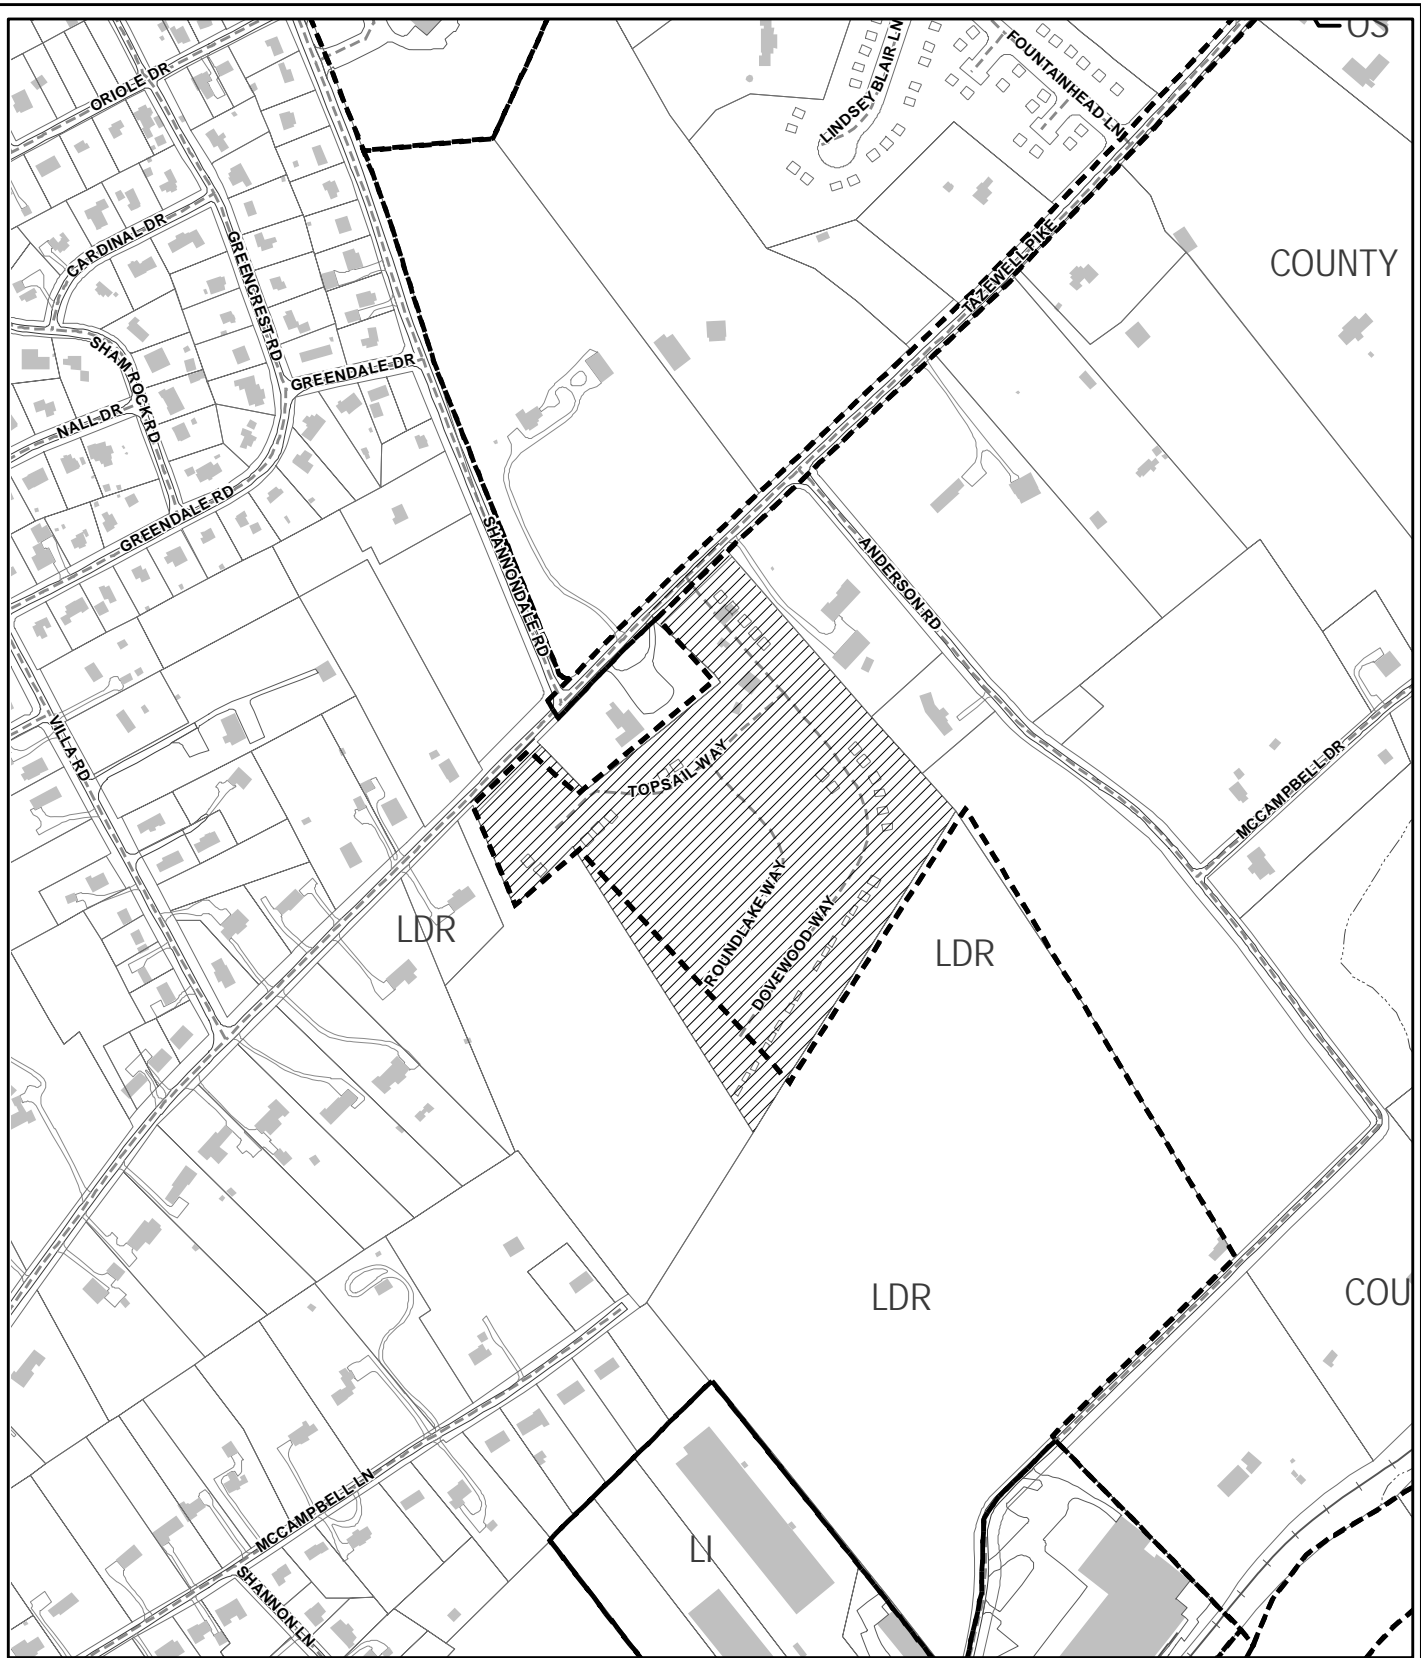 OS
LINDSEY BLAIR LN
FOUNTAINHEAD LN
ORIOLE DR
CARDINAL DR
GREENCREST RD
TAZEWELL PIKE
COUNTY
SHAM ROCK RD
GREENDALE DR
NALL DR
GREENDALE RD
SHANNONDALE RD
ANDERSON RD
VILLA RD
TOPSAIL WAY
MCCAMPBELL DR
LDR
ROUNDLAKE WAY
DOVEWOOD WAY
LDR
LDR
COU
MCCAMPBELL LN
LI
SHANNON LN